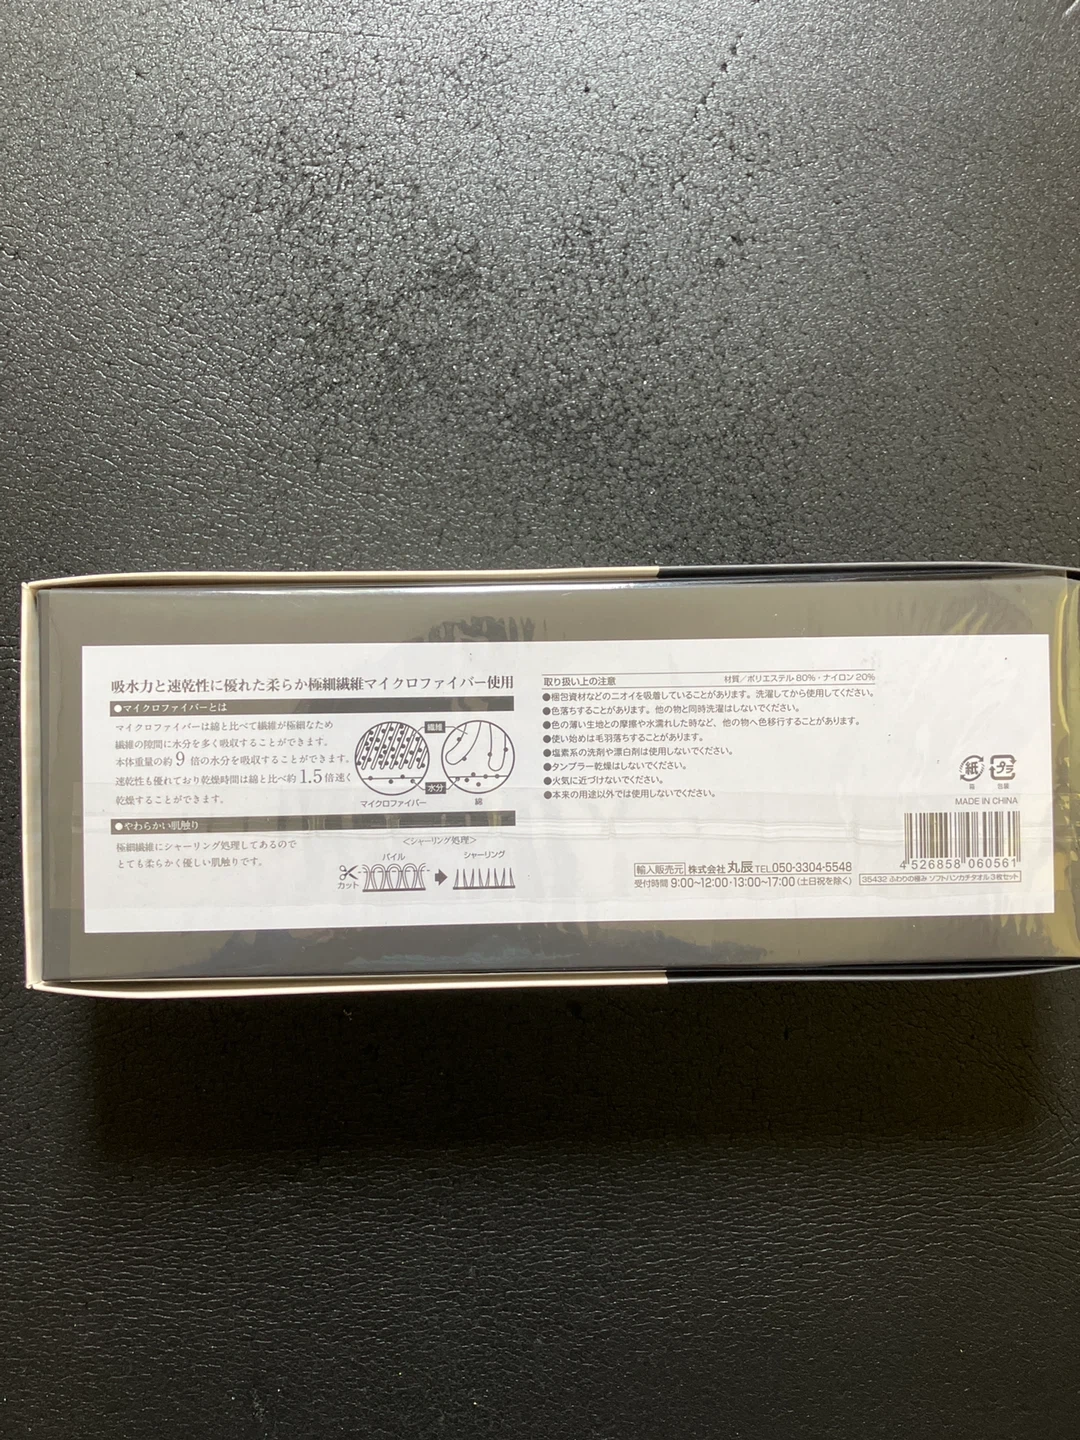 吸水力と速乾性に優れた柔らか極細繊維マイクロファイバー使用
●マイクロファイバーとは
マイクロファイバーは綿と比べて繊維が極細なため
繊維の隙間に水分を多く吸収することができます。
本体重量の約 9 倍の水分を吸収することができます。
速乾性も優れており乾燥時間は綿と比べ約 1.5 倍速く
乾燥することができます。
繊維
水分
マイクロファイバー
綿
●やわらかい肌触り
極細繊維にシャーリング処理してあるので
とても柔らかく優しい肌触りです。
<シャーリング処理>
パイル
シャーリング
カット
取り扱い上の注意
材質/ポリエステル 80%・ナイロン 20%
●梱包資材などのニオイを吸着していることがあります。洗濯してから使用してください。
●色落ちすることがあります。他の物と同時洗濯はしないでください。
●色の薄い生地との摩擦や水濡れした時など、他の物へ色移行することがあります。
●使い始めは毛羽落ちすることがあります。
●塩素系の洗剤や漂白剤は使用しないでください。
●タンブラー乾燥はしないでください。
●火気に近づけないでください。
●本来の用途以外では使用しないでください。
輸入販売元 株式会社 丸辰 TEL 050-3304-5548
受付時間 9:00~12:00・13:00~17:00 (土日祝を除く)
紙
プラ
箱
包装
MADE IN CHINA
4 526858 060561
35432 ふわりの極み ソフトハンカチタオル3枚セット